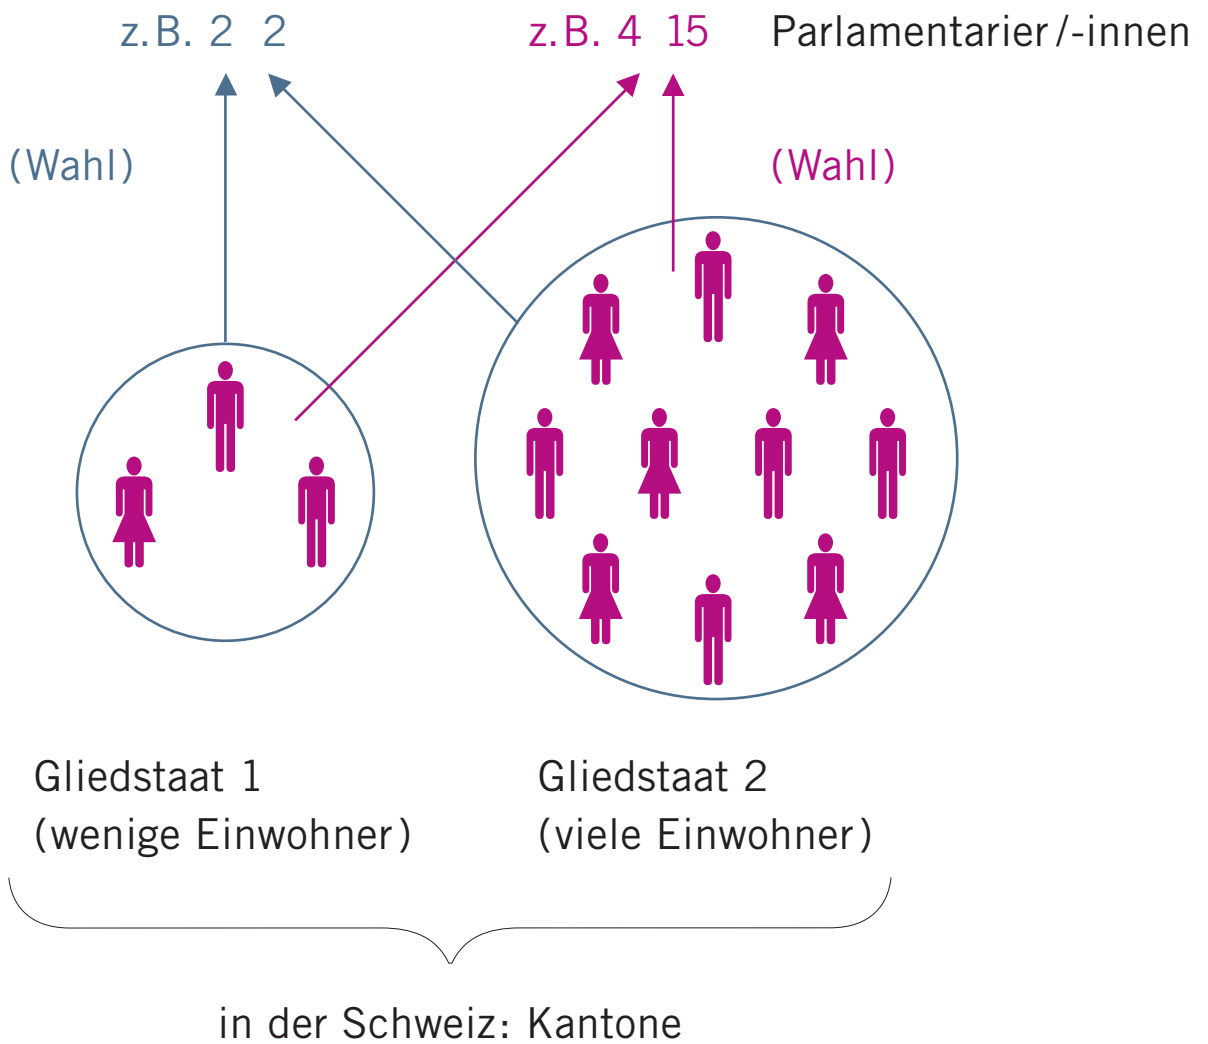 z. B. 2 2 z. B. 4 15 Parlamentarier/-innen
(Wahl) (Wahl)
Gliedstaat 1 Gliedstaat 2
(wenige Einwohner) (viele Einwohner)
in der Schweiz: Kantone